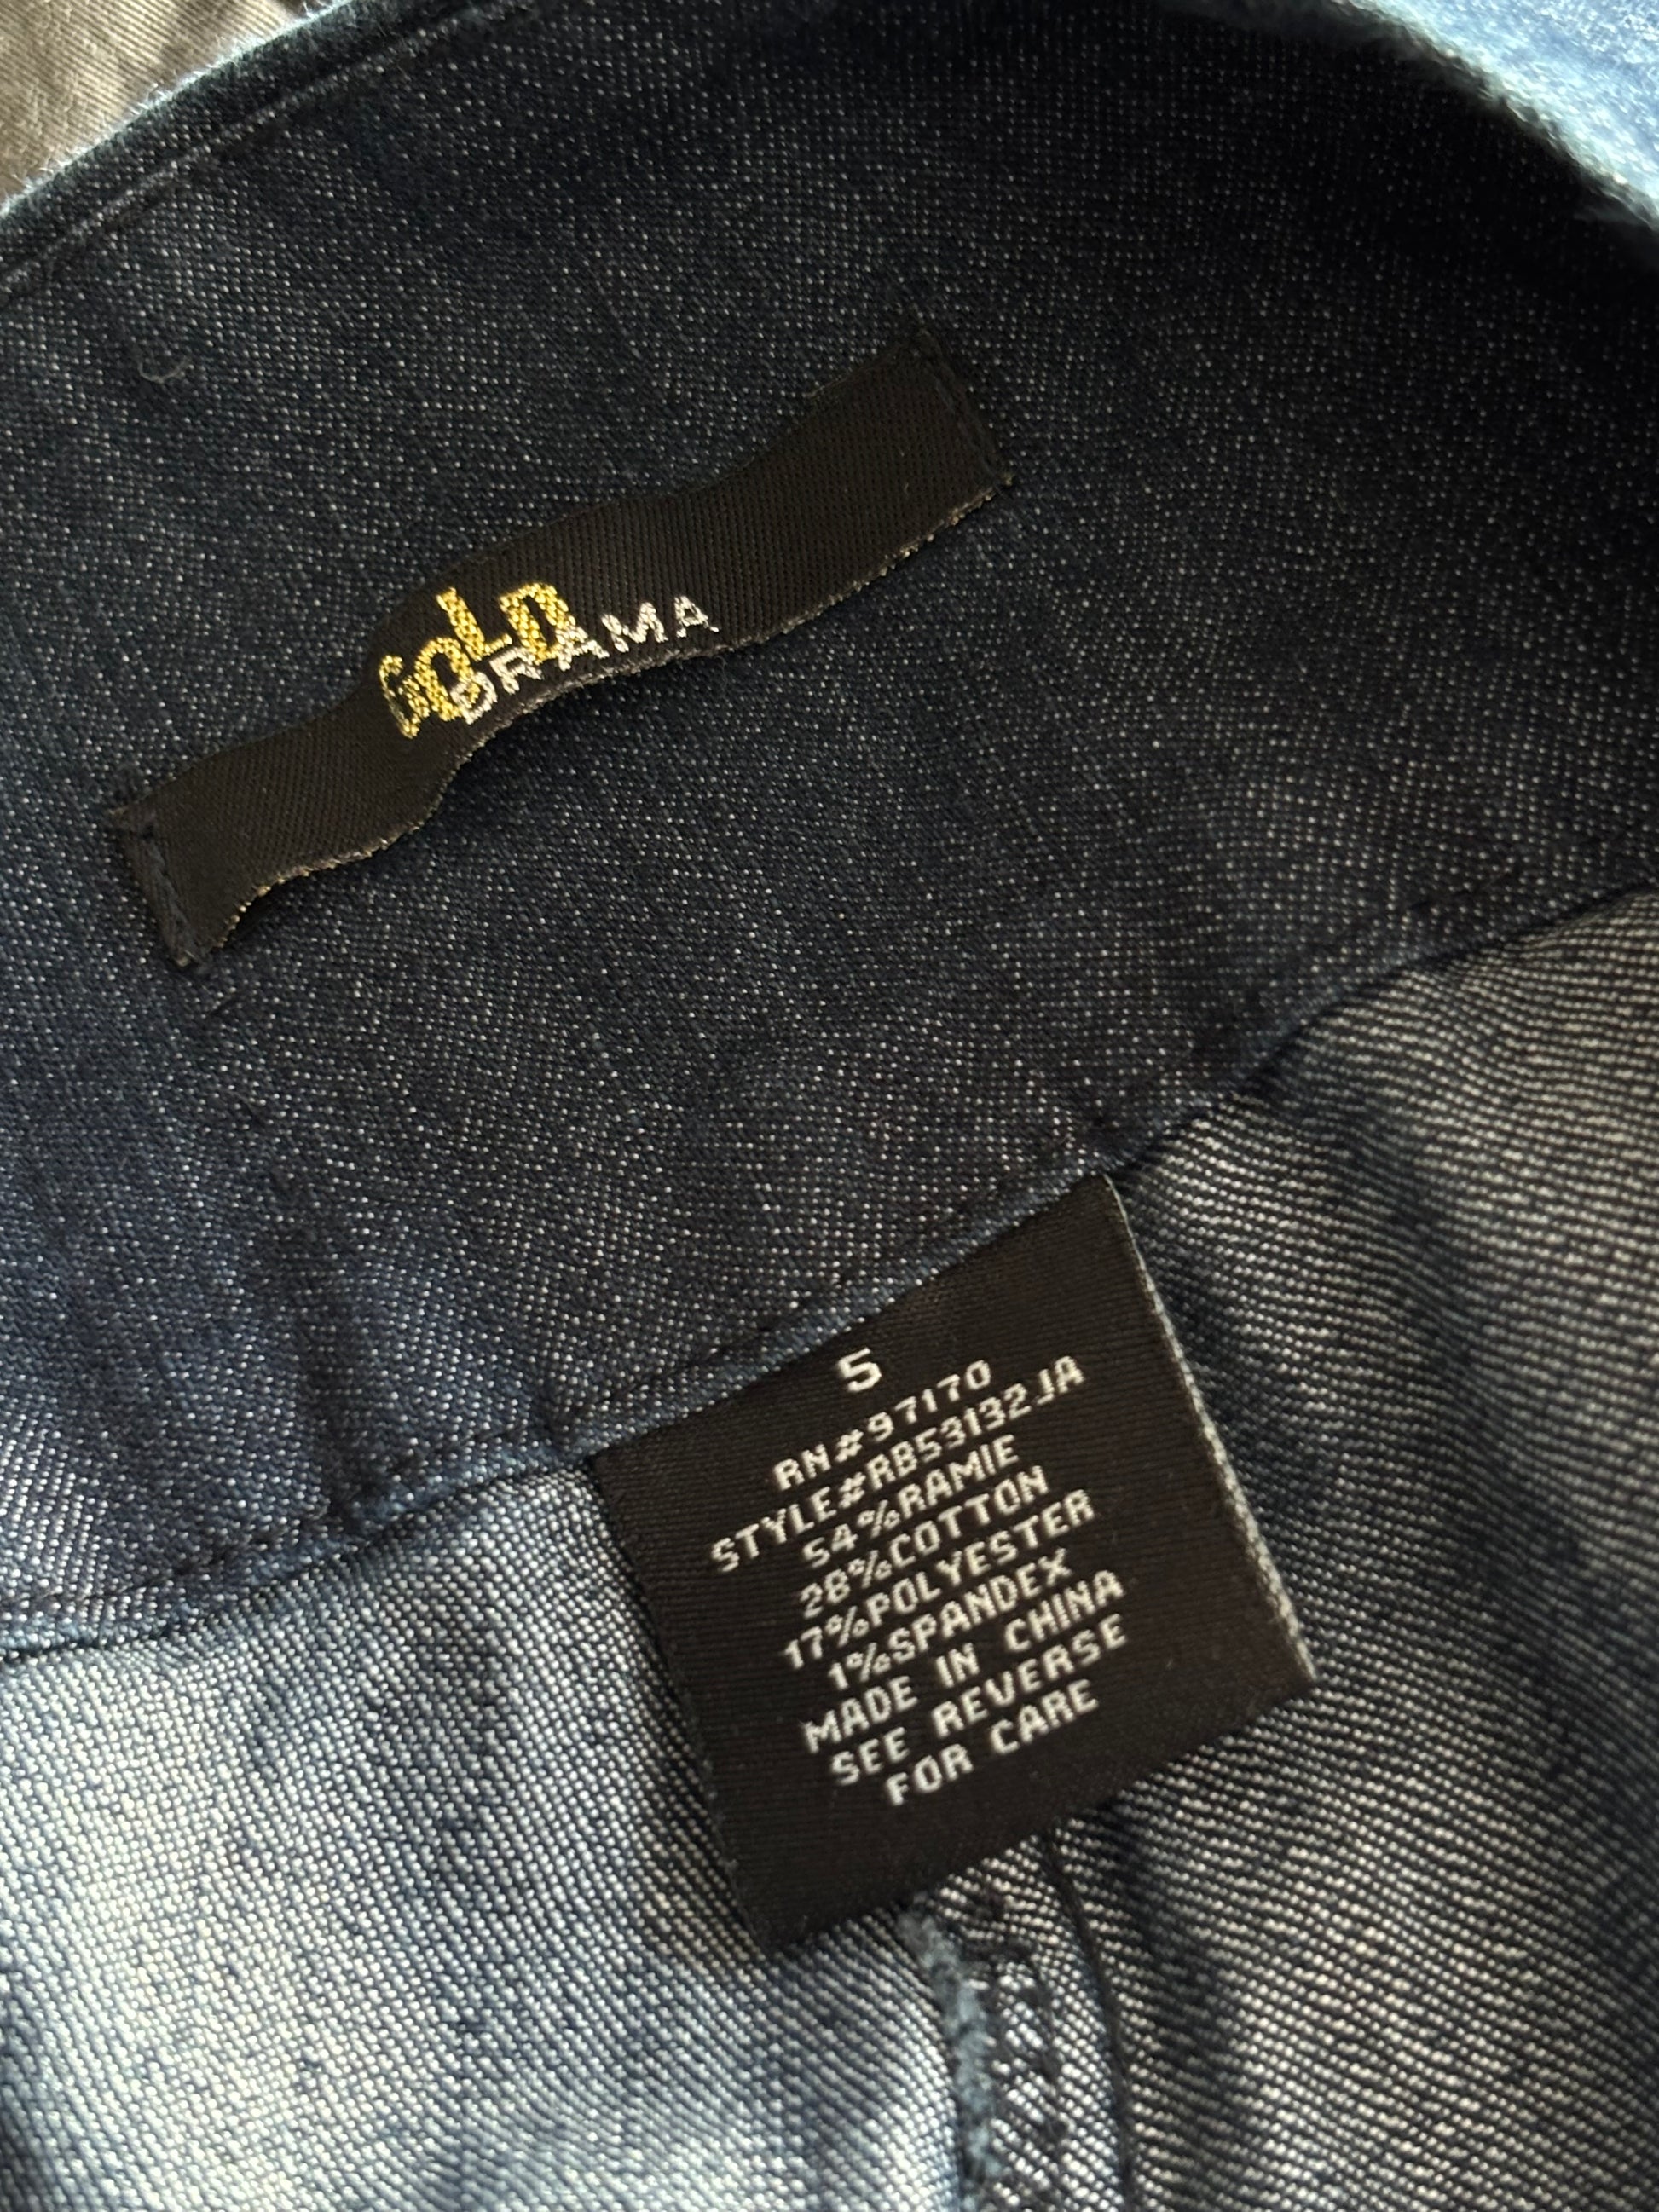 GOLD
DRAMA
5
RN#97170
STYLE#RB53132JA
54%RAMIE
28%COTTON
17%POLYESTER
1%SPANDEX
MADE IN CHINA
SEE REVERSE
FOR CARE